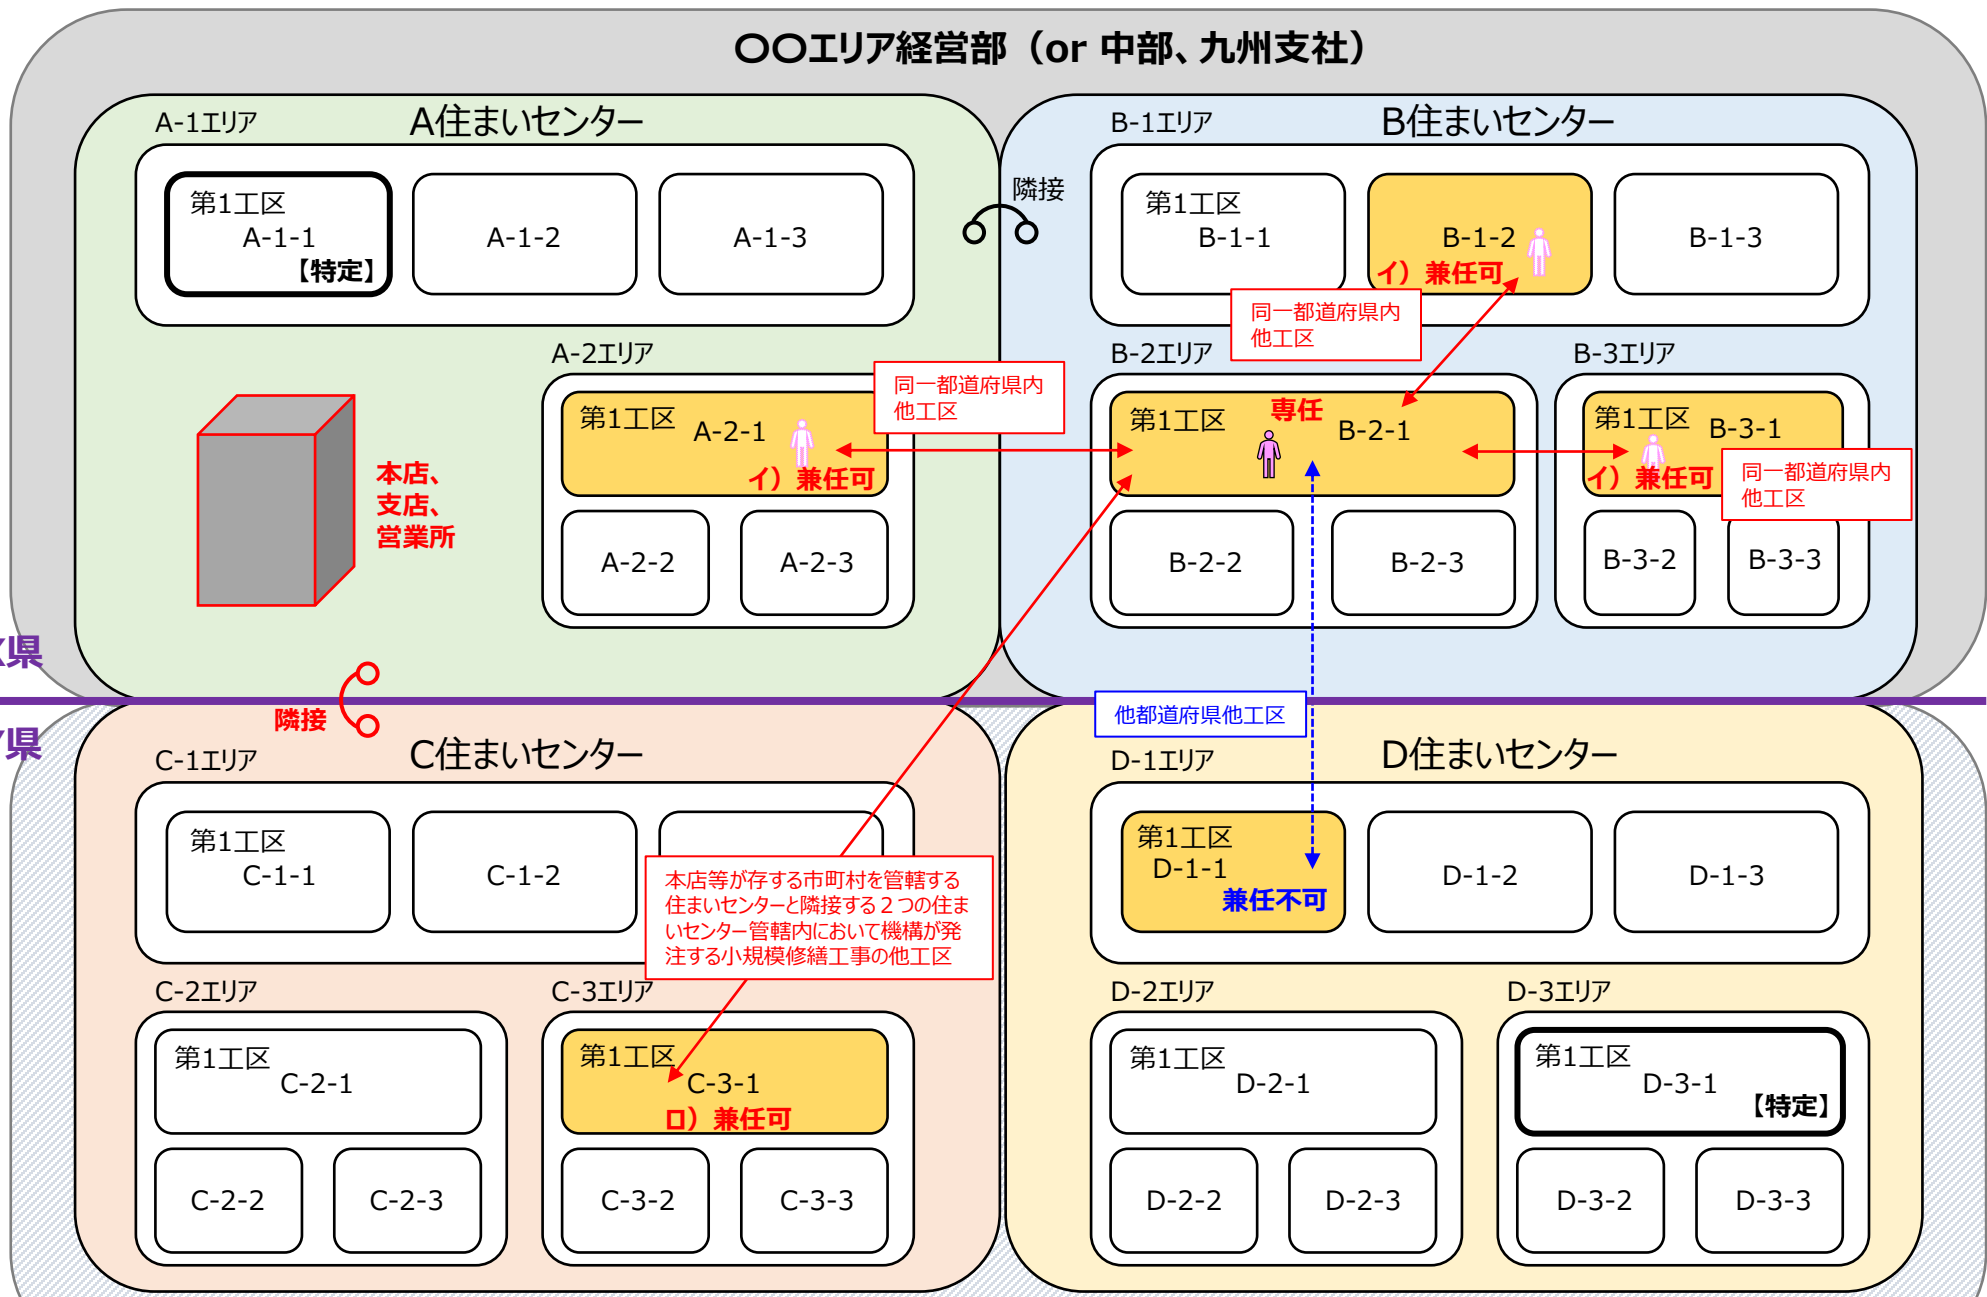 〇〇エリア経営部（or 中部、九州支社）
A住まいセンター
A-1エリア
第1工区
A-1-1
【特定】
A-1-2
A-1-3
隣接
B住まいセンター
B-1エリア
第1工区
B-1-1
B-1-2
イ）兼任可
B-1-3
同一都道府県内
他工区
A-2エリア
第1工区
A-2-1
イ）兼任可
A-2-2
A-2-3
同一都道府県内
他工区
本店、
支店、
営業所
B-2エリア
第1工区
専任
B-2-1
B-2-2
B-2-3
B-3エリア
第1工区
B-3-1
イ）兼任可
同一都道府県内
他工区
B-3-2
B-3-3
県
隣接
他都道府県他工区
県
C住まいセンター
C-1エリア
第1工区
C-1-1
C-1-2
本店等が存する市町村を管轄する
住まいセンターと隣接する２つの住ま
いセンター管轄内において機構が発
注する小規模修繕工事の他工区
C-2エリア
第1工区
C-2-1
C-2-2
C-2-3
C-3エリア
第1工区
C-3-1
ロ）兼任可
C-3-2
C-3-3
D住まいセンター
D-1エリア
第1工区
D-1-1
兼任不可
D-1-2
D-1-3
D-2エリア
第1工区
D-2-1
D-2-2
D-2-3
D-3エリア
第1工区
D-3-1
【特定】
D-3-2
D-3-3